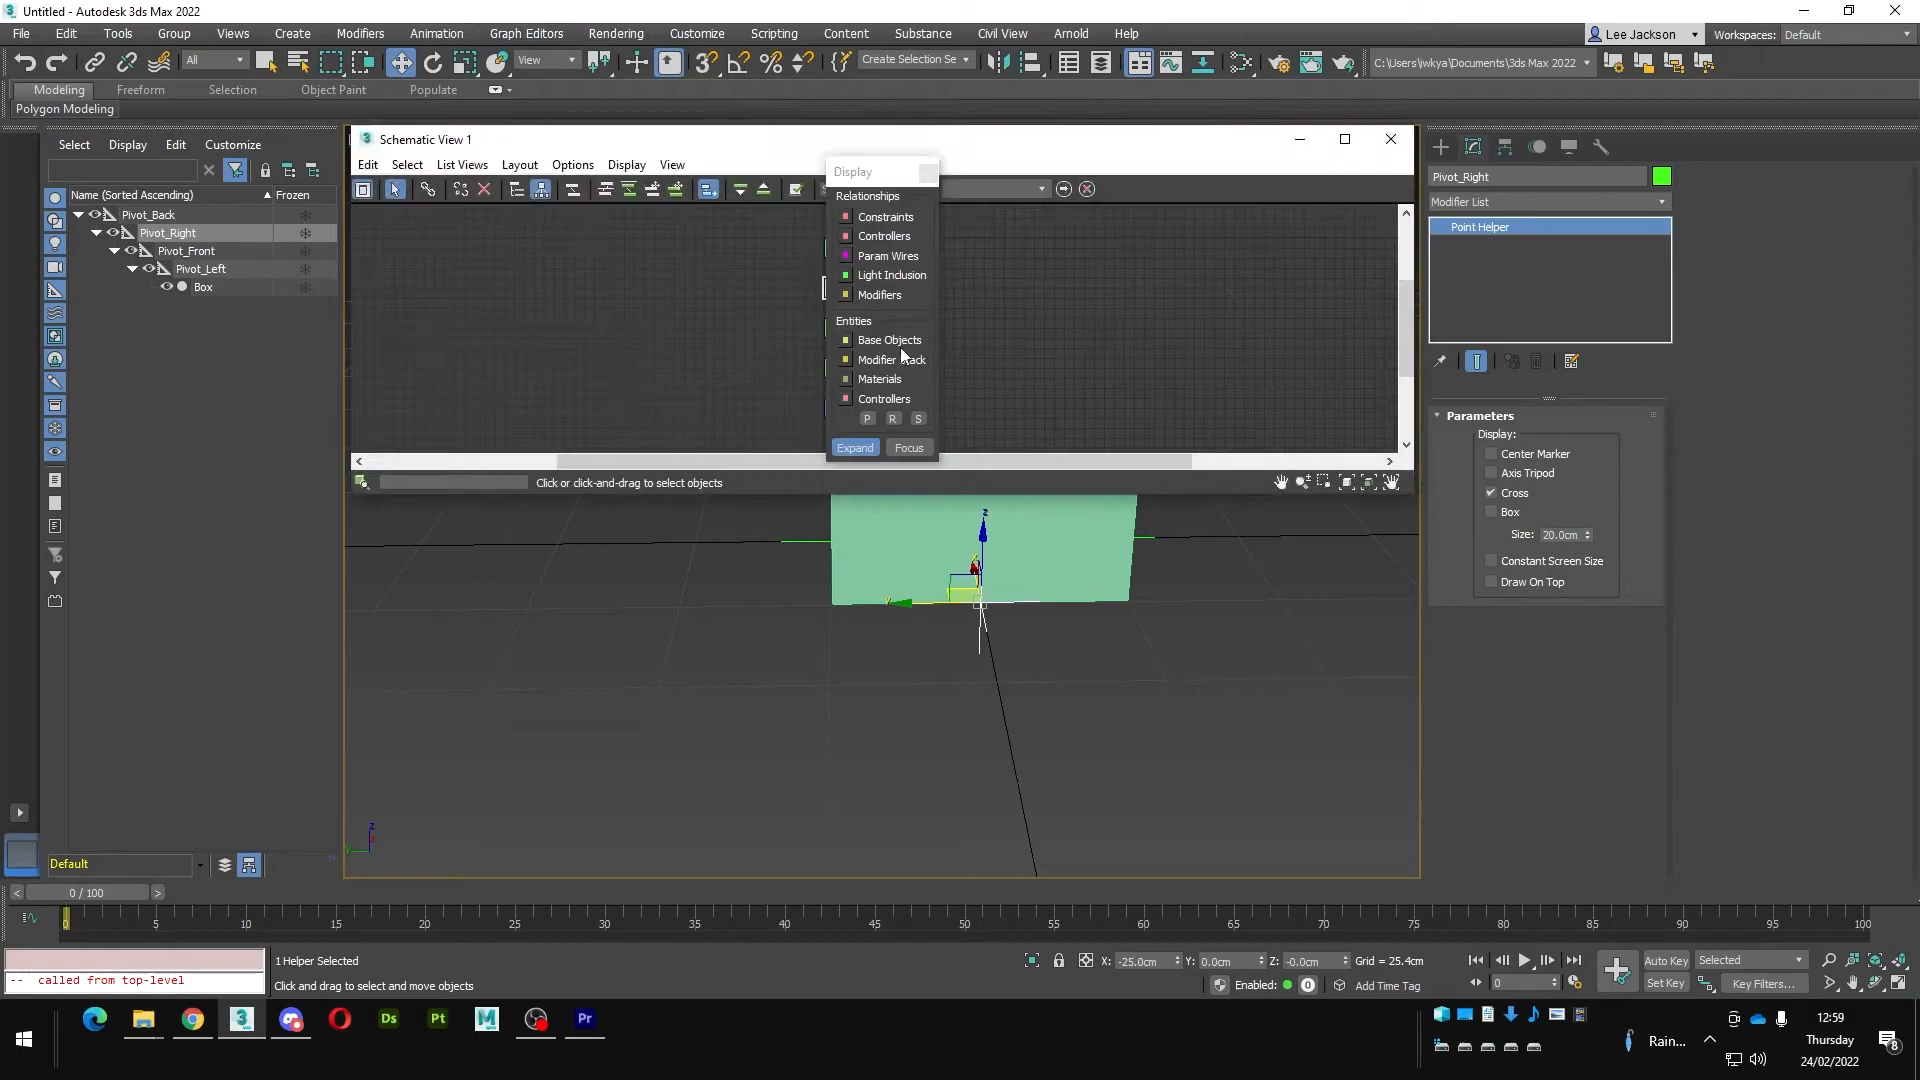 Untitled - Autodesk 3ds Max 2022
File Edit Tools Group Views Create Modifiers Animation Graph Editors Rendering Customize Scripting Content Substance Civil View Arnold Help
Lee Jackson
Workspaces: Default
All
View
Create Selection Se
C:\Users\iwkya\Documents\3ds Max 2022
Modeling Freeform Selection Object Paint Populate
Polygon Modeling
Select Display Edit Customize
Name (Sorted Ascending) Frozen
Pivot_Back
Pivot_Right
Pivot_Front
Pivot_Left
Box
Schematic View 1
Edit Select List Views Layout Options Display View
Display
Relationships
Constraints
Controllers
Param Wires
Light Inclusion
Modifiers
Entities
Base Objects
Modifier Stack
Materials
Controllers
P R S
Expand Focus
Click or click-and-drag to select objects
z
x
y
z
x
y
Pivot_Right
Modifier List
Point Helper
Parameters
Display:
Center Marker
Axis Tripod
Cross
Box
Size: 20.0cm
Constant Screen Size
Draw On Top
Default
0 / 100
0 5 10 15 20 25 30 35 40 45 50 55 60 65 70 75 80 85 90 95 100
-- called from top-level
1 Helper Selected
Click and drag to select and move objects
X: -25.0cm Y: 0.0cm Z: -0.0cm Grid = 25.4cm
Enabled: 0 Add Time Tag
0
Auto Key Selected
Set Key Key Filters...
Ds Pt M Pr
Rain...
12:59
Thursday
24/02/2022
8